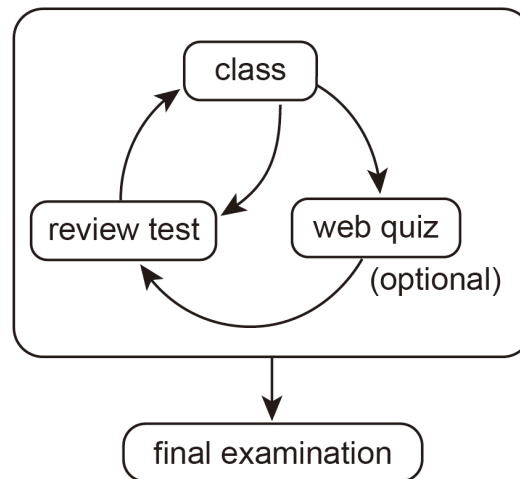 class
review test
web quiz
(optional)
final examination